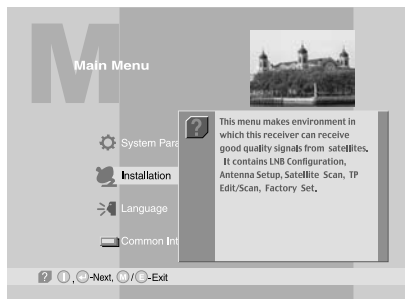 M
Main Menu
System Para
Installation
Language
Common Int
?
This menu makes environment in
which this receiver can receive
good quality signals from satellites.
It contains LNB Configuration,
Antenna Setup, Satellite Scan, TP
Edit/Scan, Factory Set.
? , -Next, M / E -Exit